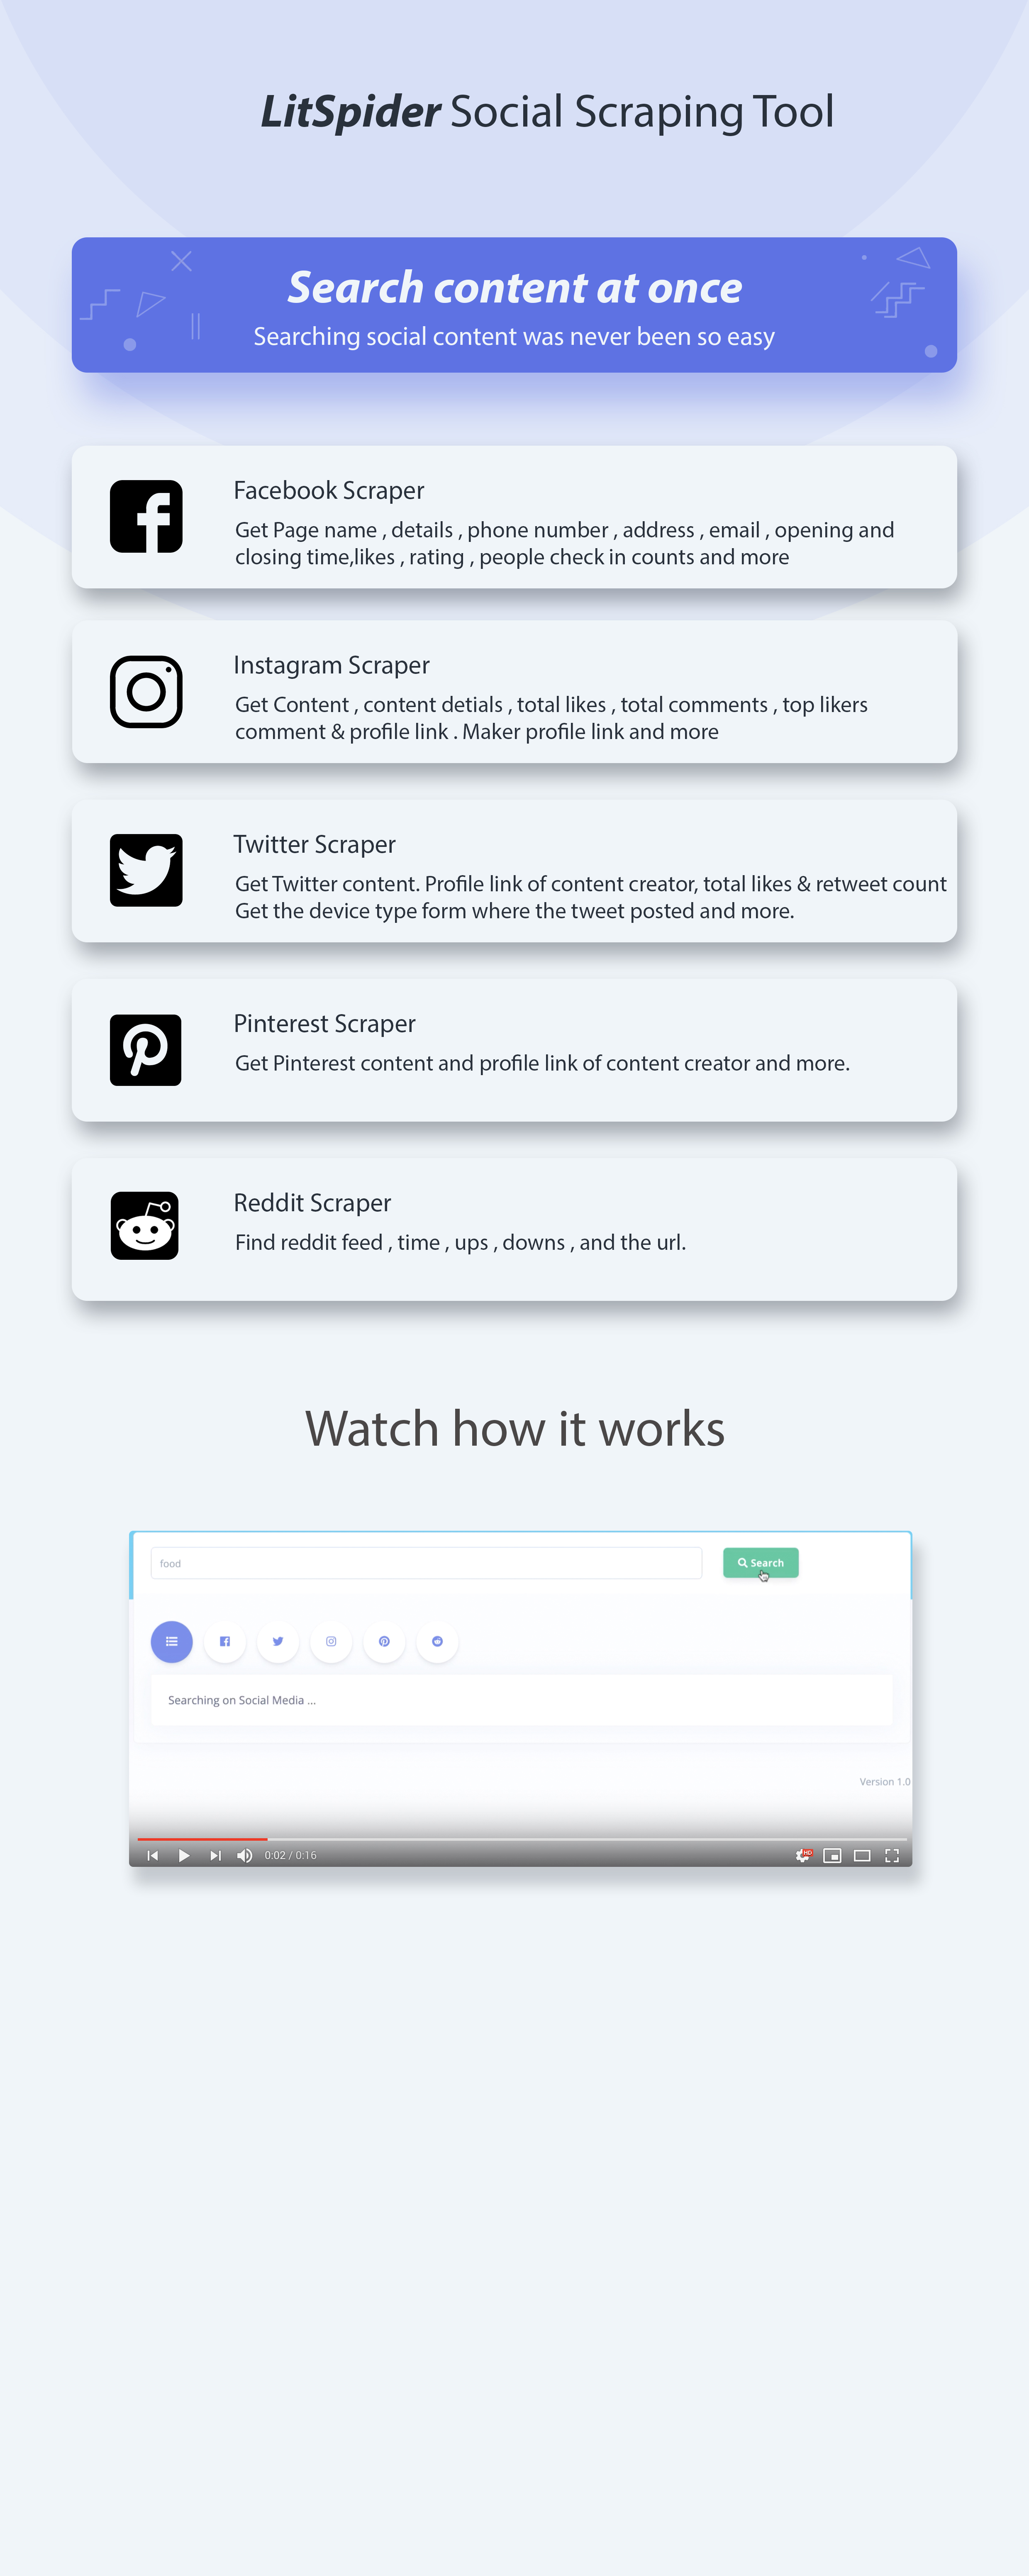 LitSpider Social Scraping Tool
Search content at once
Searching social content was never been so easy
Facebook Scraper
Get Page name , details , phone number , address , email , opening and
closing time,likes , rating , people check in counts and more
Instagram Scraper
Get Content , content detials , total likes , total comments , top likers
comment & profile link . Maker profile link and more
Twitter Scraper
Get Twitter content. Profile link of content creator, total likes & retweet count
Get the device type form where the tweet posted and more.
Pinterest Scraper
Get Pinterest content and profile link of content creator and more.
Reddit Scraper
Find reddit feed , time , ups , downs , and the url.
Watch how it works
food
Search
Searching on Social Media ...
Version 1.0
0:02 / 0:16
HD